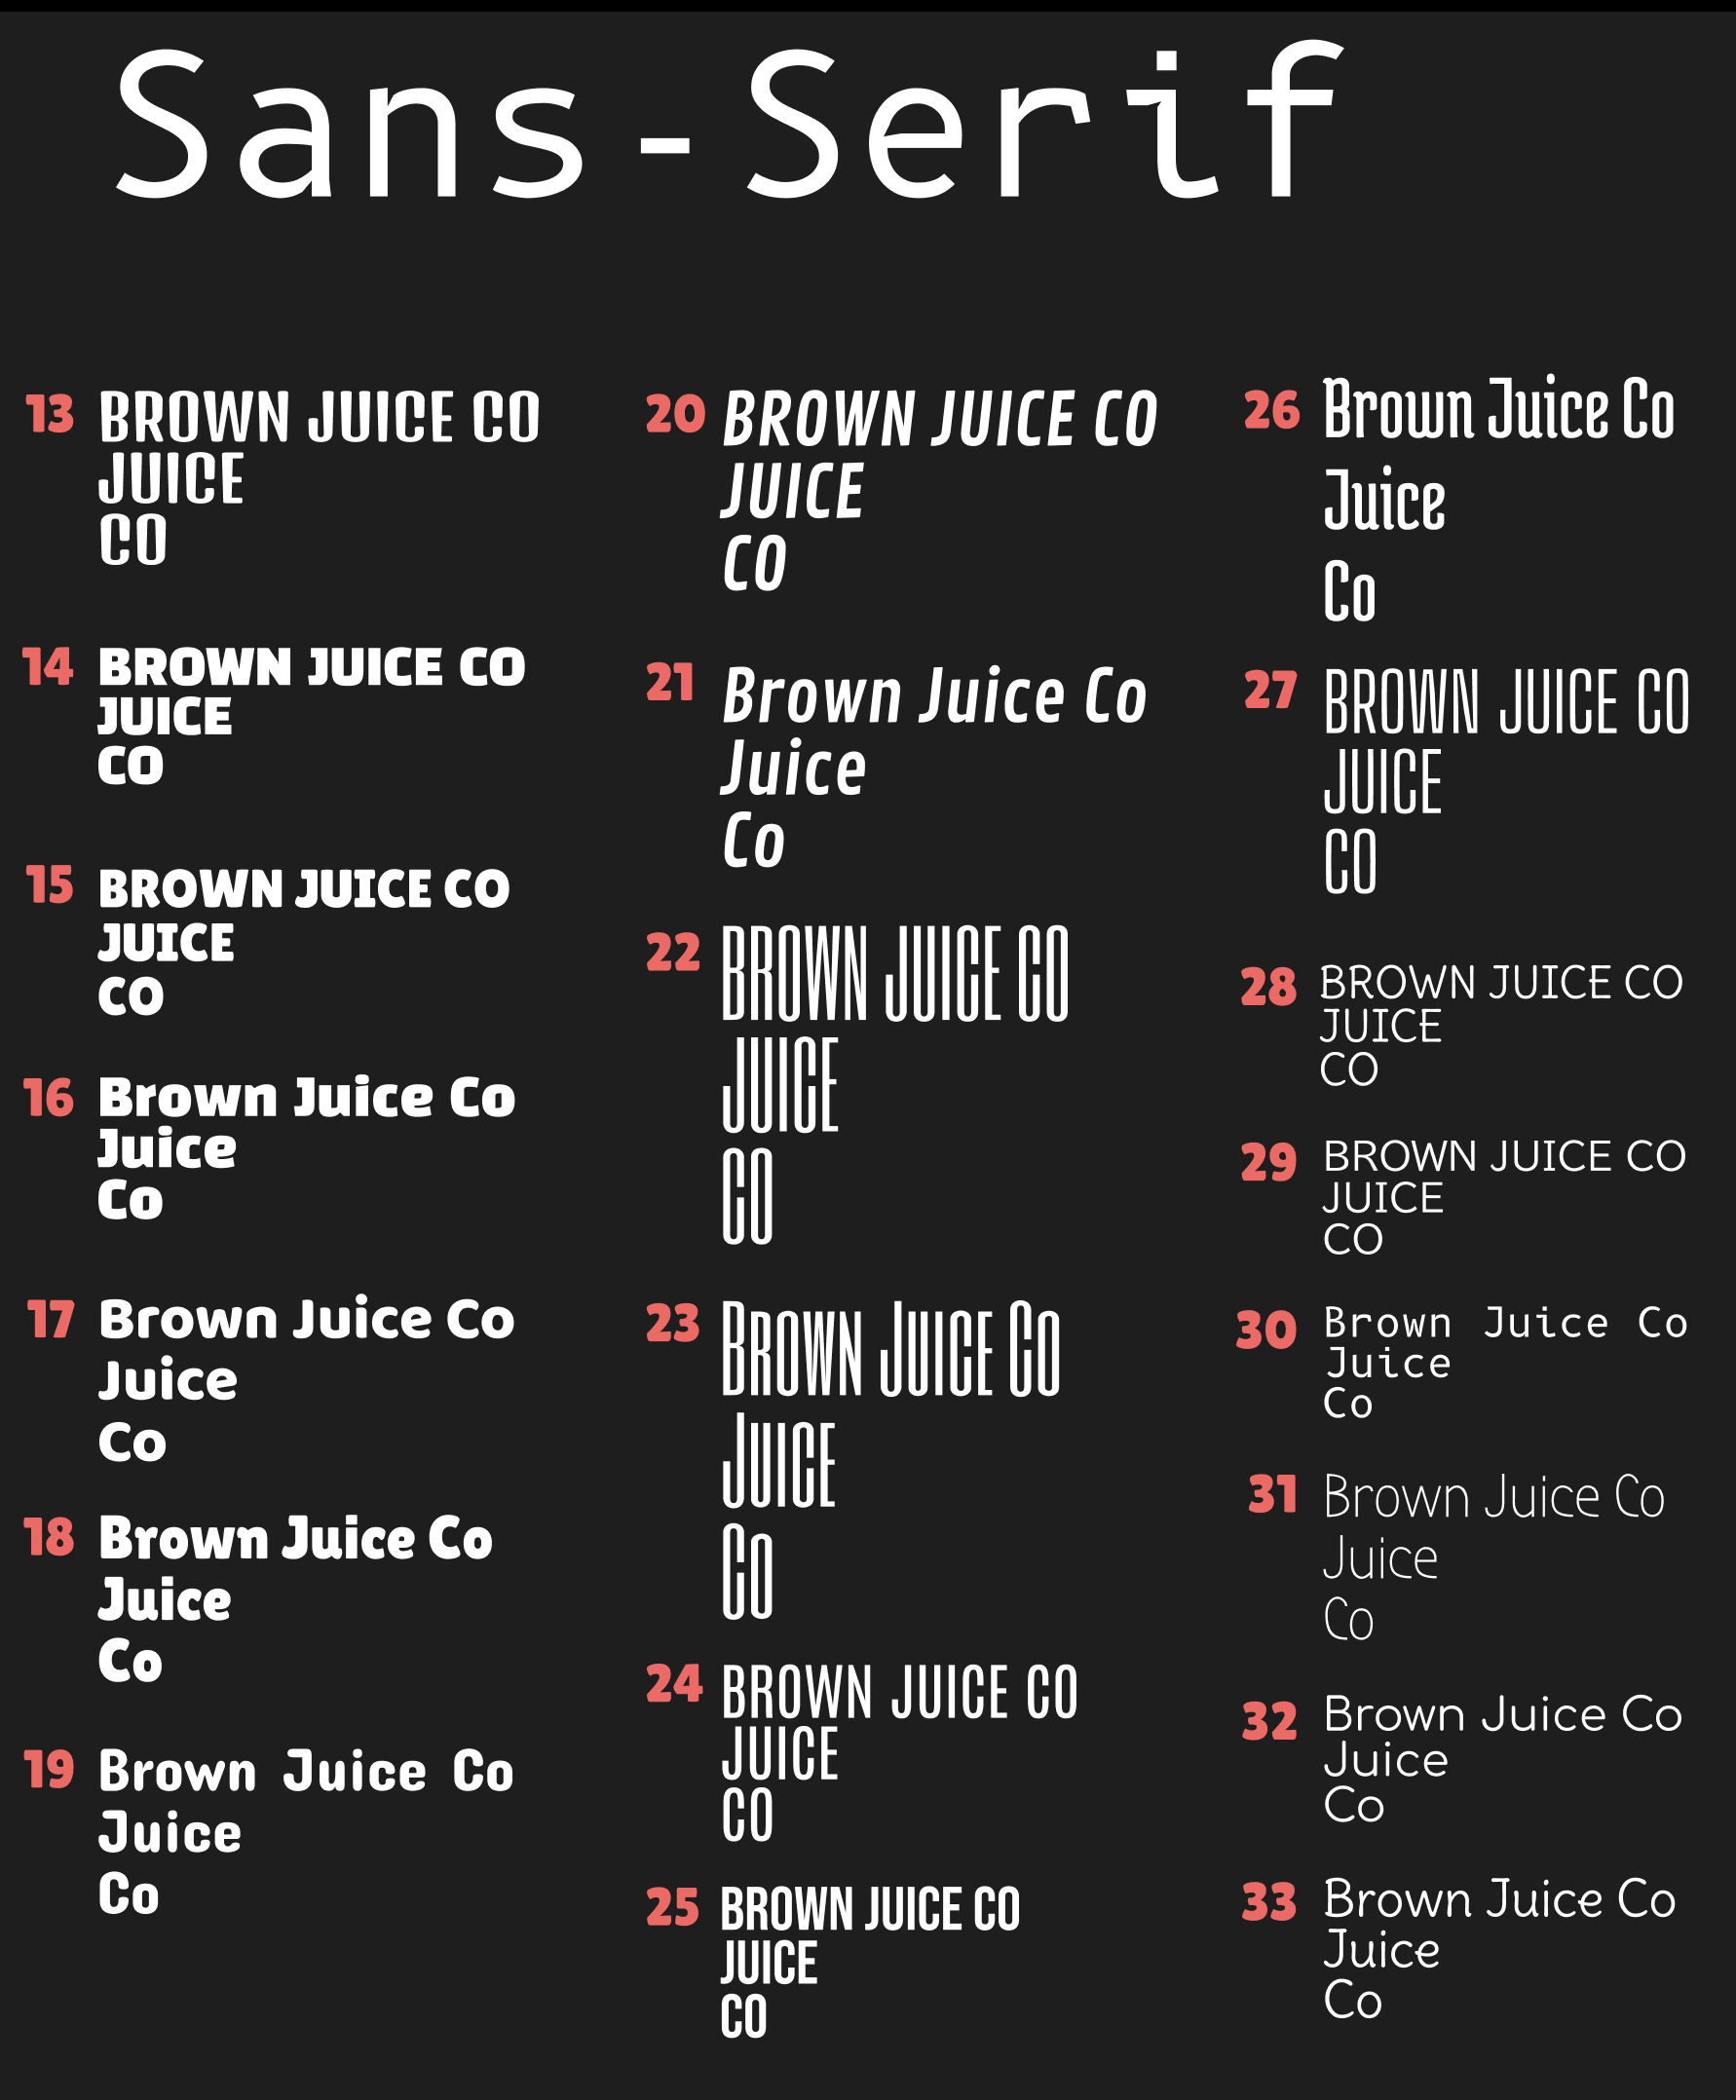 Sans-Serif
13 BROWN JUICE CO
JUICE
CO
14 BROWN JUICE CO
JUICE
CO
15 BROWN JUICE CO
JUICE
CO
16 Brown Juice Co
Juice
Co
17 Brown Juice Co
Juice
Co
18 Brown Juice Co
Juice
Co
19 Brown Juice Co
Juice
Co
20 BROWN JUICE CO
JUICE
CO
21 Brown Juice Co
Juice
Co
22 BROWN JUICE CO
JUICE
CO
23 BROWN JUICE CO
JUICE
CO
24 BROWN JUICE CO
JUICE
CO
25 BROWN JUICE CO
JUICE
CO
26 Brown Juice Co
Juice
Co
27 BROWN JUICE CO
JUICE
CO
28 BROWN JUICE CO
JUICE
CO
29 BROWN JUICE CO
JUICE
CO
30 Brown Juice Co
Juice
Co
31 Brown Juice Co
Juice
Co
32 Brown Juice Co
Juice
Co
33 Brown Juice Co
Juice
Co